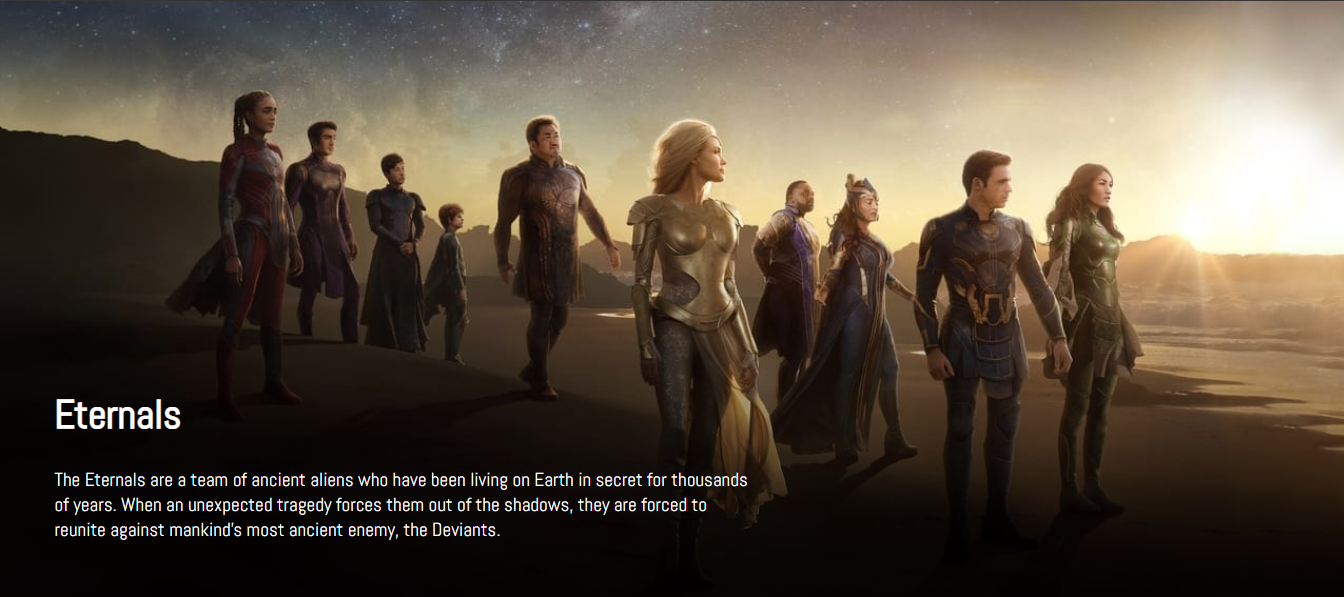 Eternals
The Eternals are a team of ancient aliens who have been living on Earth in secret for thousands
of years. When an unexpected tragedy forces them out of the shadows, they are forced to
reunite against mankind's most ancient enemy, the Deviants.